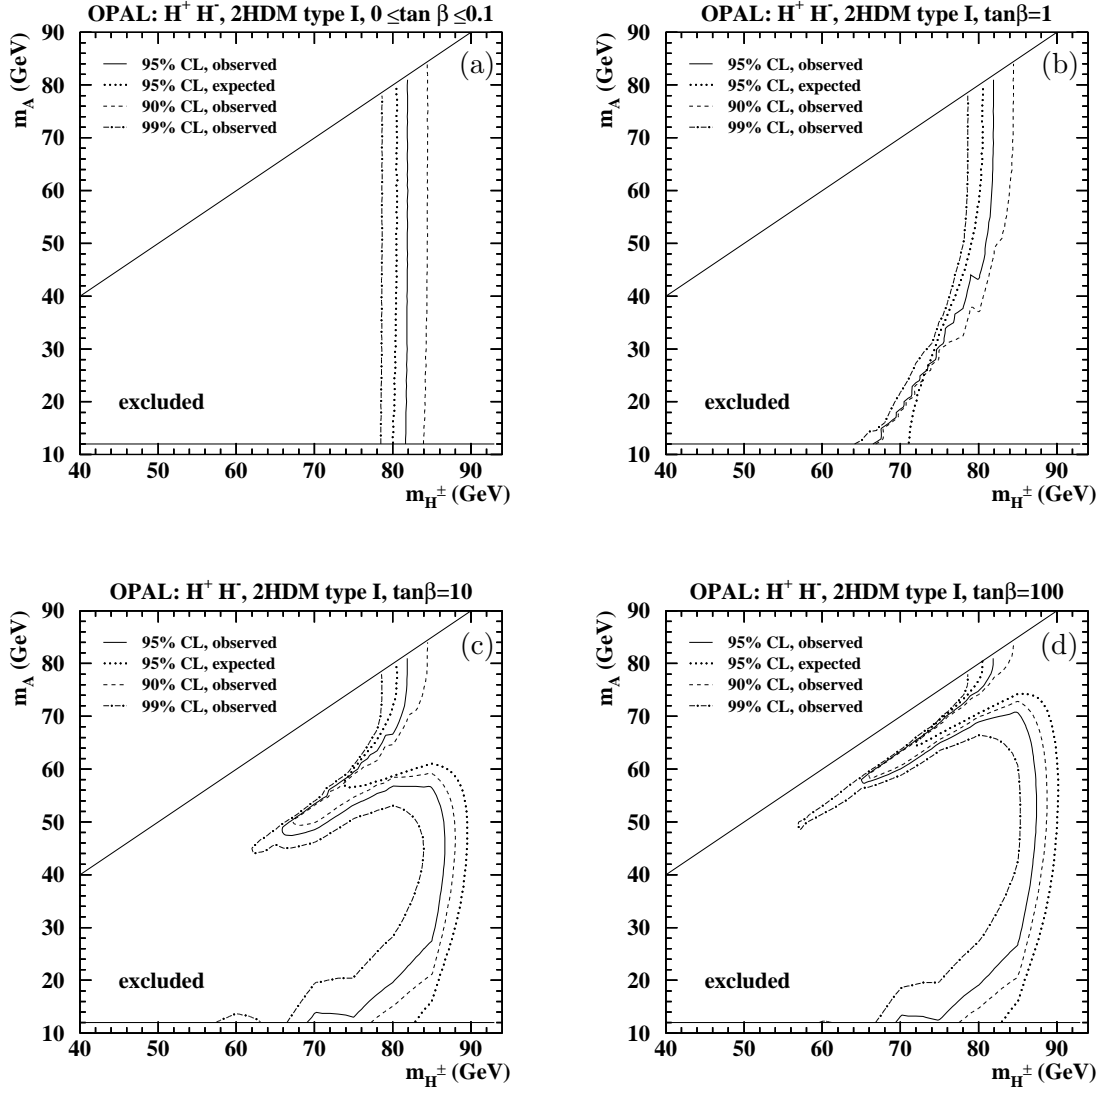 OPAL: H⁺ H⁻, 2HDM type I, 0 ≤tan β ≤0.1
m_A (GeV)
90
80
70
60
50
40
30
20
10
(a)
95% CL, observed
95% CL, expected
90% CL, observed
99% CL, observed
excluded
40 50 60 70 80 90
m_H± (GeV)
OPAL: H⁺ H⁻, 2HDM type I, tanβ=1
m_A (GeV)
90
80
70
60
50
40
30
20
10
(b)
95% CL, observed
95% CL, expected
90% CL, observed
99% CL, observed
excluded
40 50 60 70 80 90
m_H± (GeV)
OPAL: H⁺ H⁻, 2HDM type I, tanβ=10
m_A (GeV)
90
80
70
60
50
40
30
20
10
(c)
95% CL, observed
95% CL, expected
90% CL, observed
99% CL, observed
excluded
40 50 60 70 80 90
m_H± (GeV)
OPAL: H⁺ H⁻, 2HDM type I, tanβ=100
m_A (GeV)
90
80
70
60
50
40
30
20
10
(d)
95% CL, observed
95% CL, expected
90% CL, observed
99% CL, observed
excluded
40 50 60 70 80 90
m_H± (GeV)